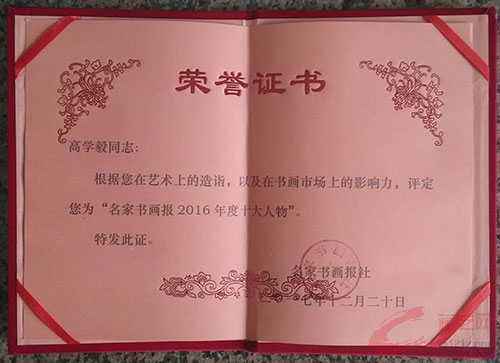 荣誉证书
高学毅同志：
根据您在艺术上的造诣，以及在书画市场上的影响力，评定
您为“名家书画报2016年度十大人物”。
特发此证。
名家书画报社
七年十二月二十日